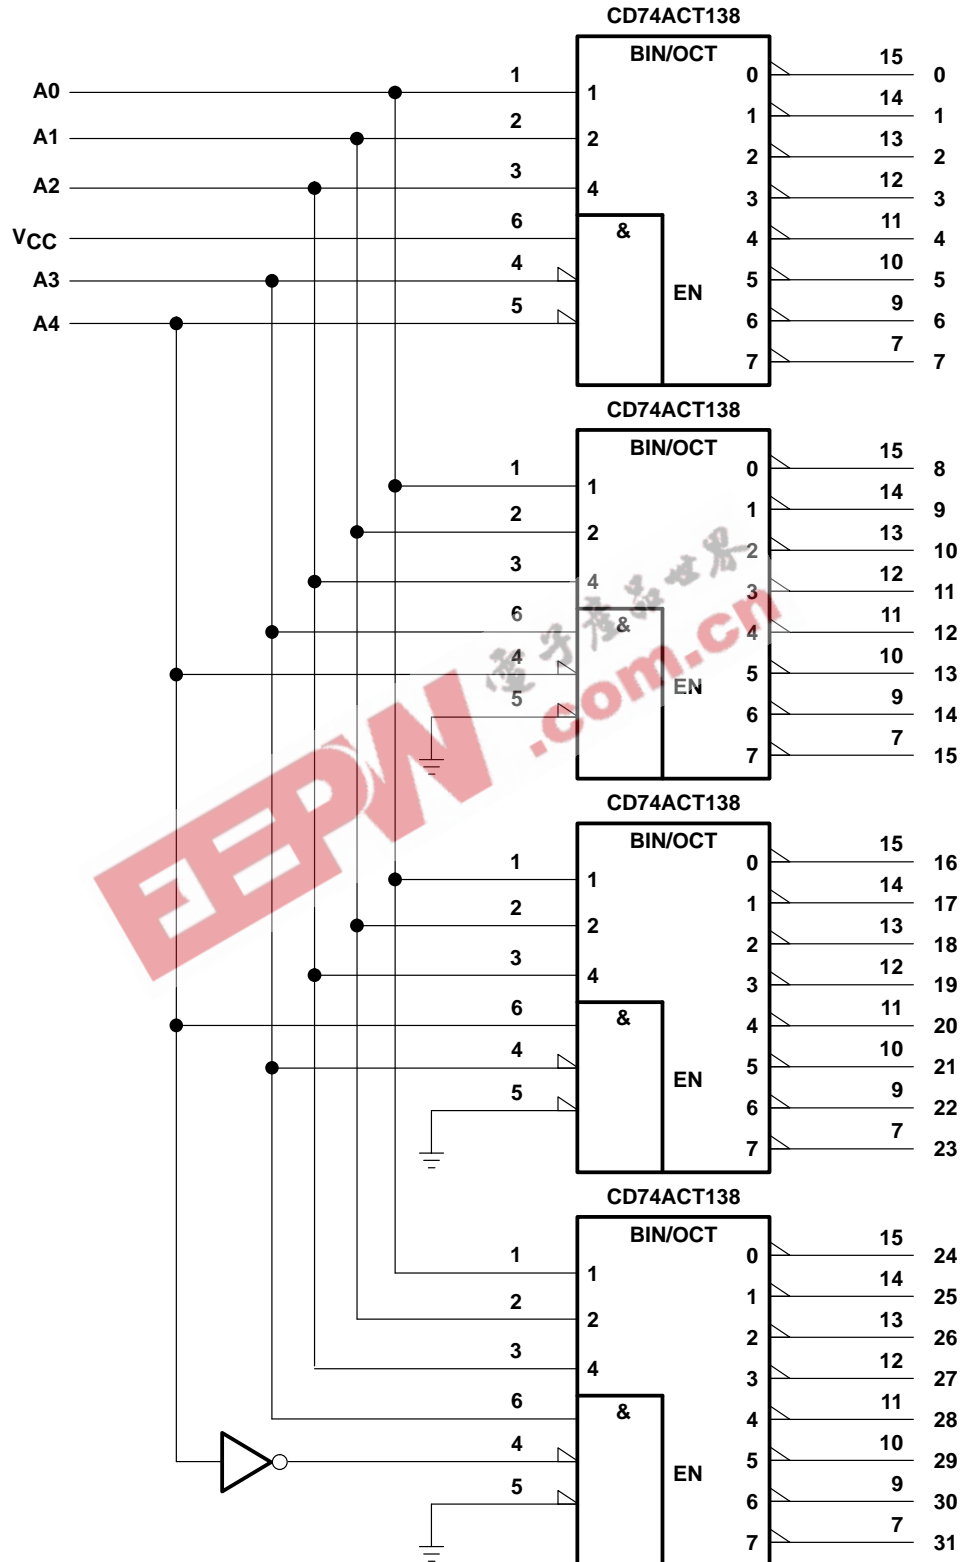 CD74ACT138
BIN/OCT
A0 1 1 0 15 0
A1 2 2 1 14 1
A2 3 4 2 13 2
3 12 3
VCC 6 & 4 11 4
A3 4 5 10 5
EN
A4 5 6 9 6
7 7 7
CD74ACT138
BIN/OCT
1 1 0 15 8
2 2 1 14 9
3 4 2 13 10
3 12 11
6 & 4 11 12
4 5 10 13
EN
5 6 9 14
7 7 15
電子產品世界
EEPW.com.cn
CD74ACT138
BIN/OCT
1 1 0 15 16
2 2 1 14 17
3 4 2 13 18
3 12 19
6 & 4 11 20
4 5 10 21
EN
5 6 9 22
7 7 23
CD74ACT138
BIN/OCT
1 1 0 15 24
2 2 1 14 25
3 4 2 13 26
3 12 27
6 & 4 11 28
4 5 10 29
EN
5 6 9 30
7 7 31